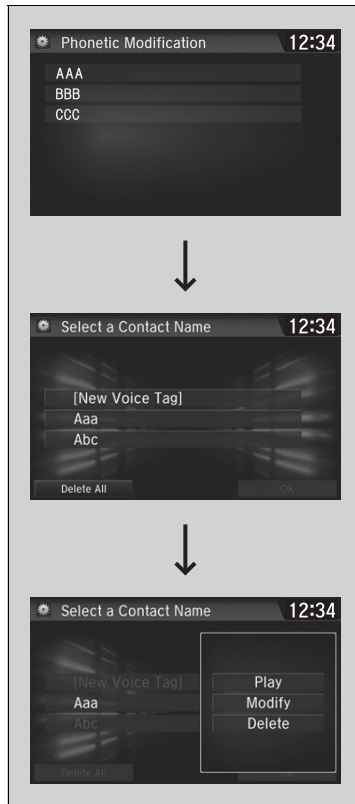 Phonetic Modification 12:34
AAA
BBB
CCC
Select a Contact Name 12:34
[New Voice Tag]
Aaa
Abc
Delete All OK
Select a Contact Name 12:34
[New Voice Tag] Play
Aaa Modify
Abc Delete
Delete All OK